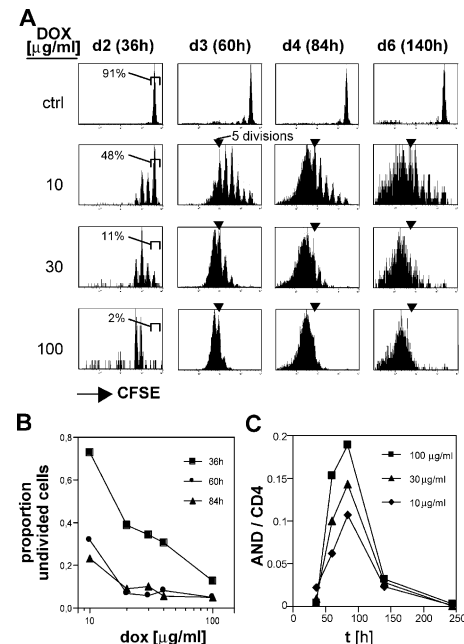 A
DOX
[µg/ml] d2 (36h) d3 (60h) d4 (84h) d6 (140h)
ctrl 91%
5 divisions
10 48%
30 11%
100 2%
CFSE
B
proportion
undivided cells
0,8
0,6
0,4
0,2
0.0
36h
60h
84h
10 100
dox [µg/ml]
C
AND / CD4
0.2
0.15
0.1
0.05
0
100 µg/ml
30 µg/ml
10 µg/ml
0 50 100 150 200 250
t [h]